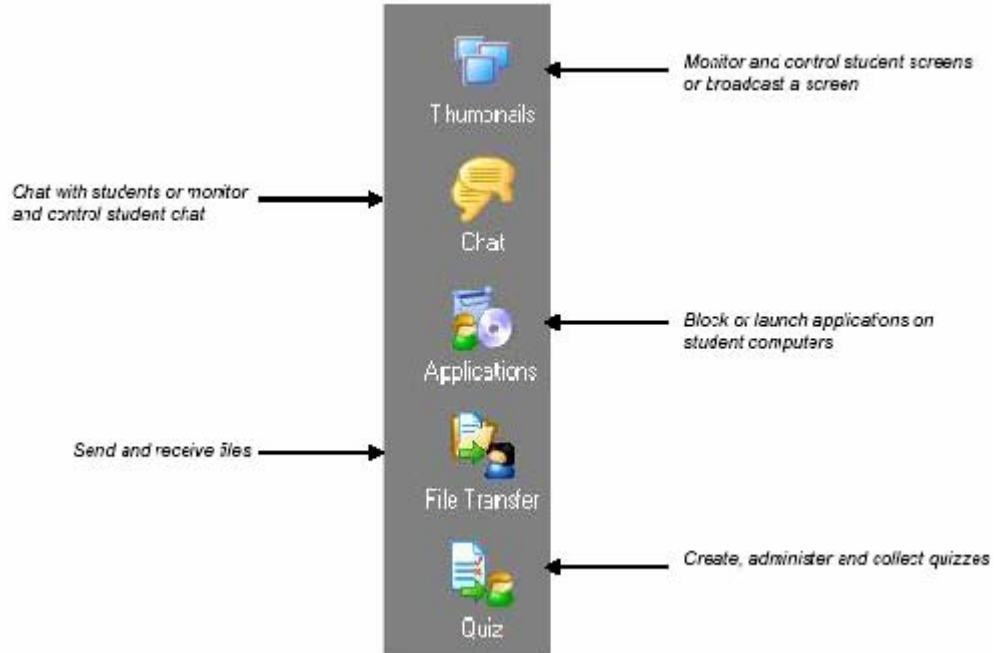 Thumbnails
Monitor and control student screens
or broadcast a screen
Chat with students or monitor
and control student chat
Chat
Applications
Block or launch applications on
student computers
Send and receive files
File Transfer
Create, administer and collect quizzes
Quiz